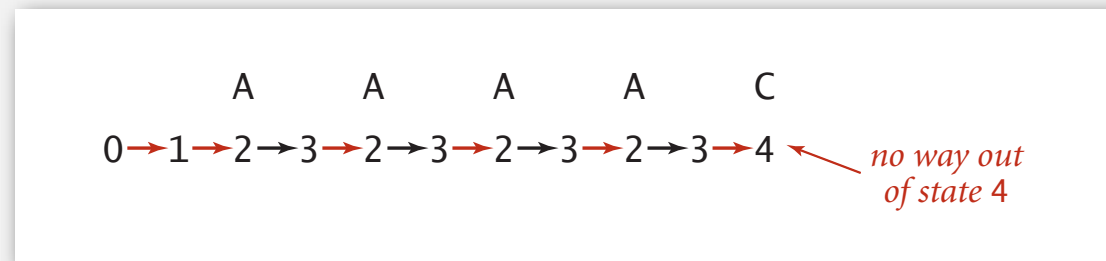 A A A A C
0→1→2→3→2→3→2→3→2→3→4
no way out
of state 4